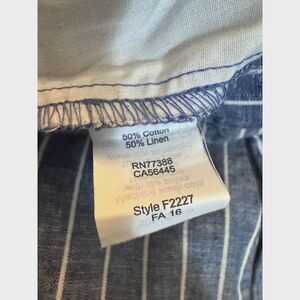 50% Cotton
50% Linen
RN77388
CA56445
Style F2227
FA 16